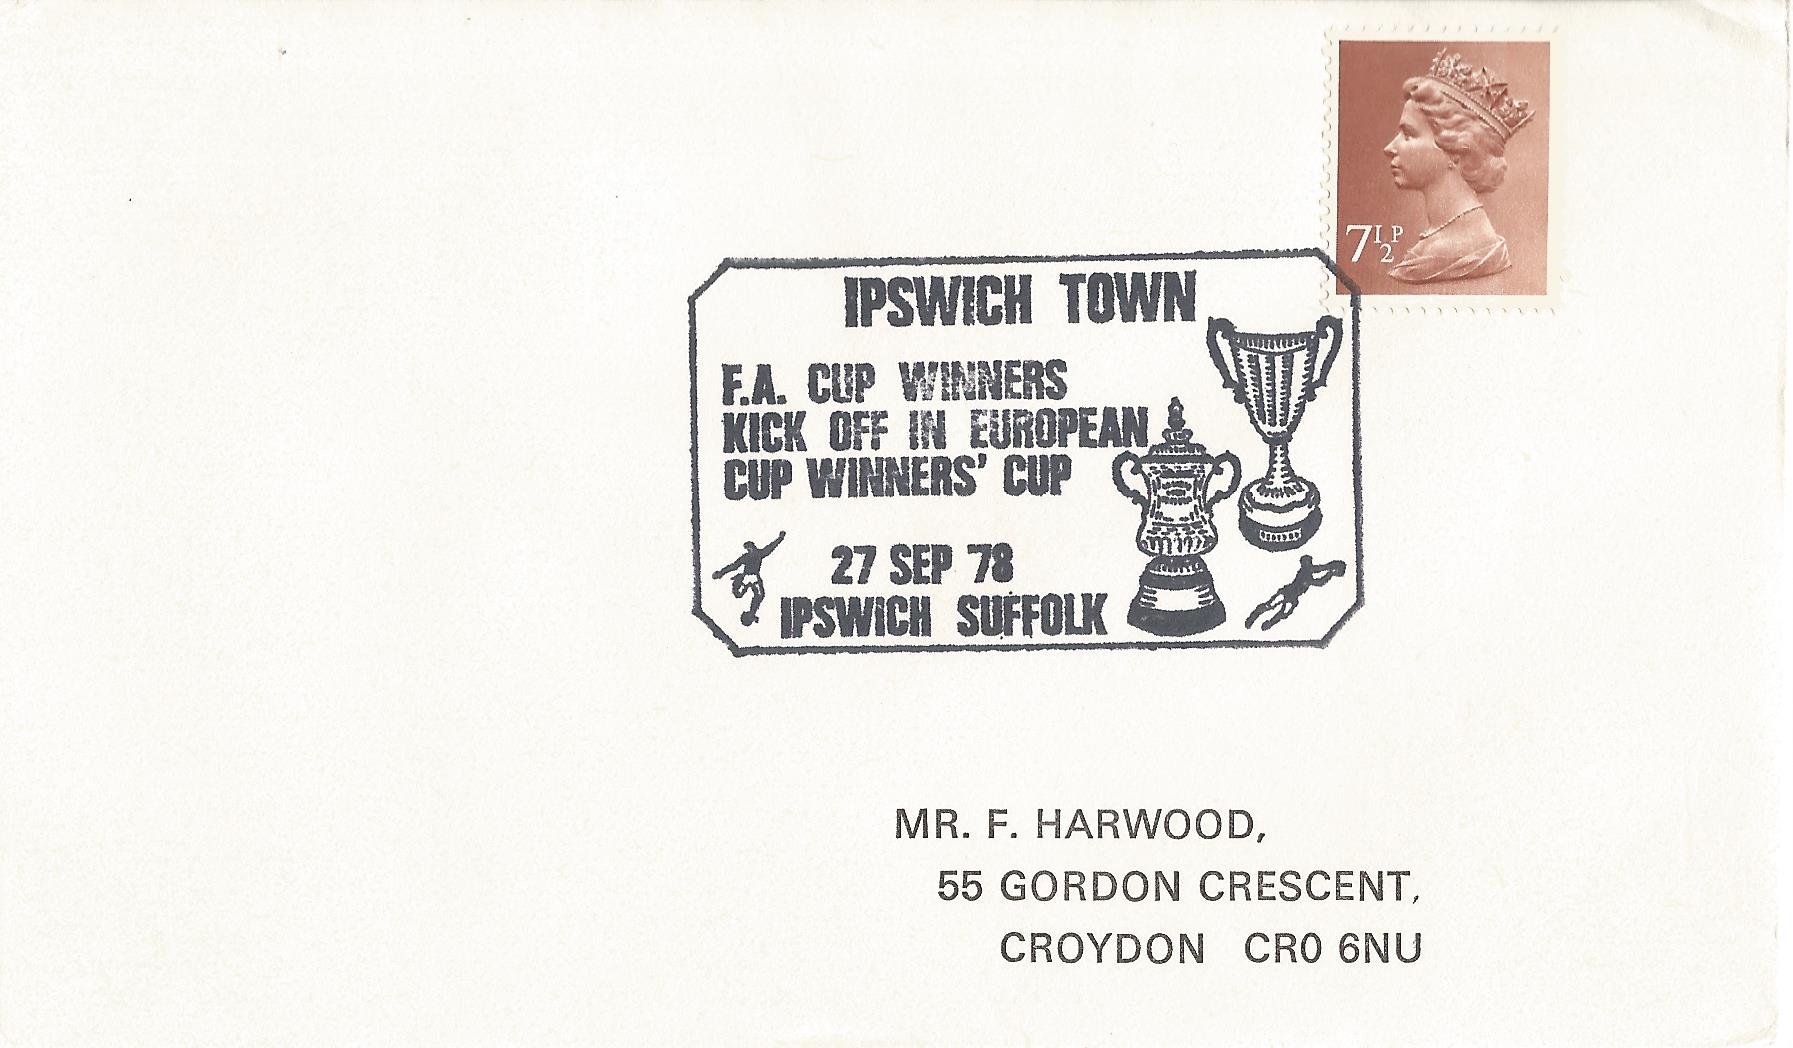 7½P
IPSWICH TOWN
F.A. CUP WINNERS
KICK OFF IN EUROPEAN
CUP WINNERS' CUP
27 SEP 78
IPSWICH SUFFOLK
MR. F. HARWOOD,
55 GORDON CRESCENT,
CROYDON CR0 6NU